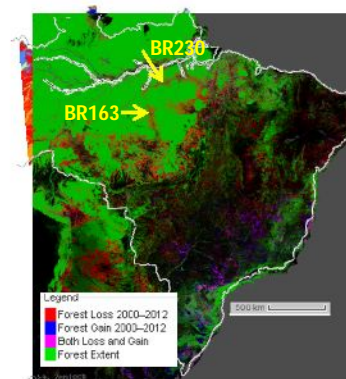 BR230
BR163
Legend
Forest Loss 2000–2012
Forest Gain 2000–2012
Both Loss and Gain
Forest Extent
500 km